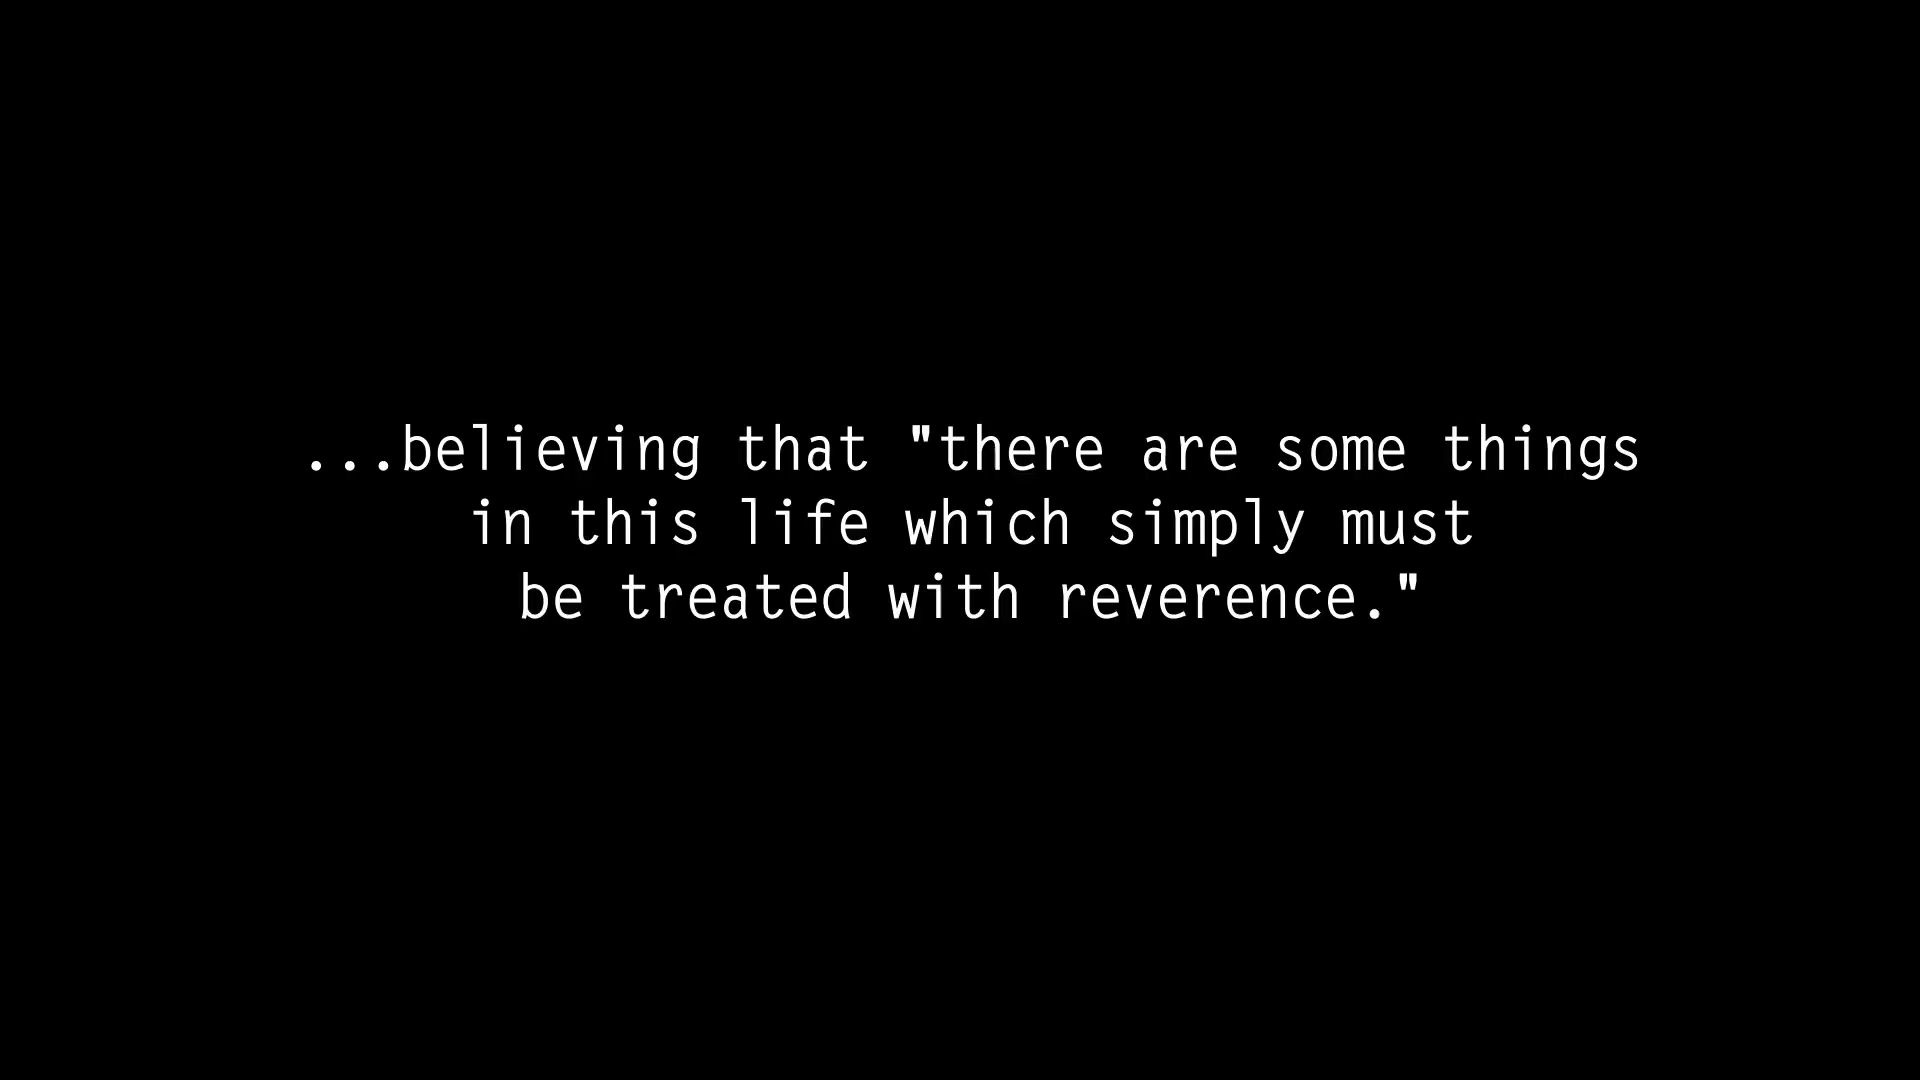 ...believing that "there are some things
in this life which simply must
be treated with reverence."